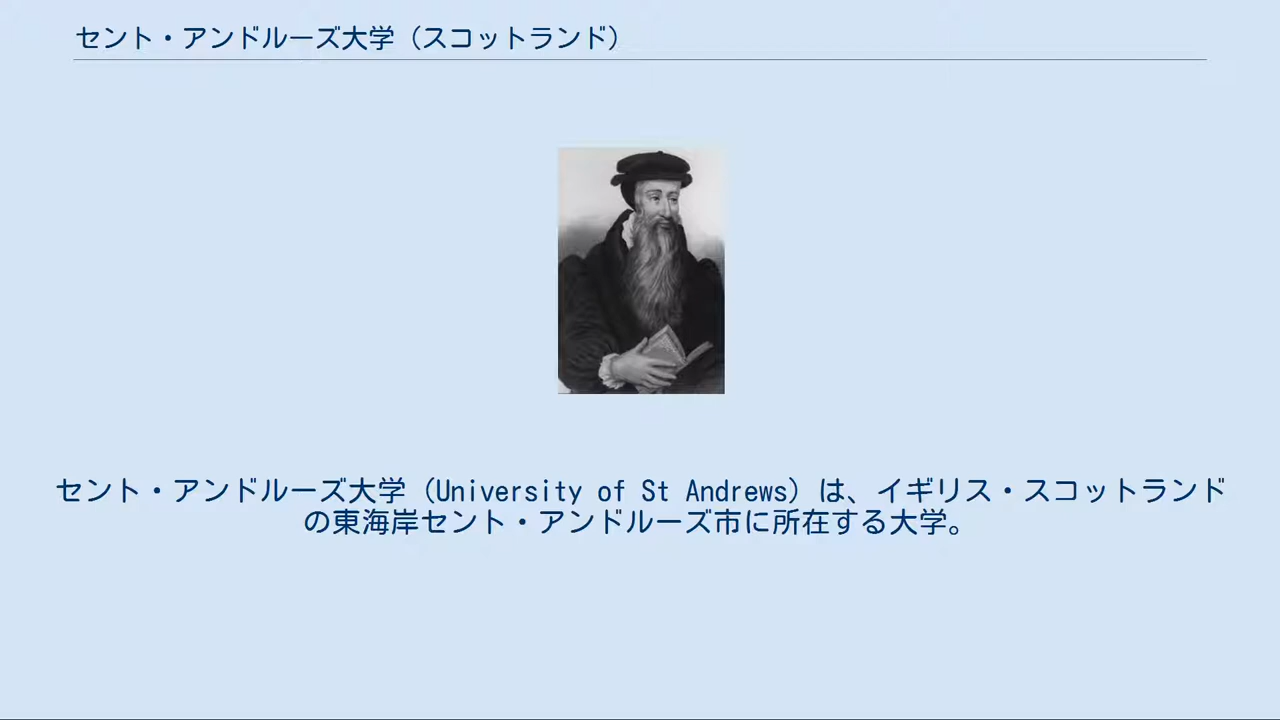 セント・アンドルーズ大学（スコットランド）
セント・アンドルーズ大学（University of St Andrews）は、イギリス・スコットランド
の東海岸セント・アンドルーズ市に所在する大学。